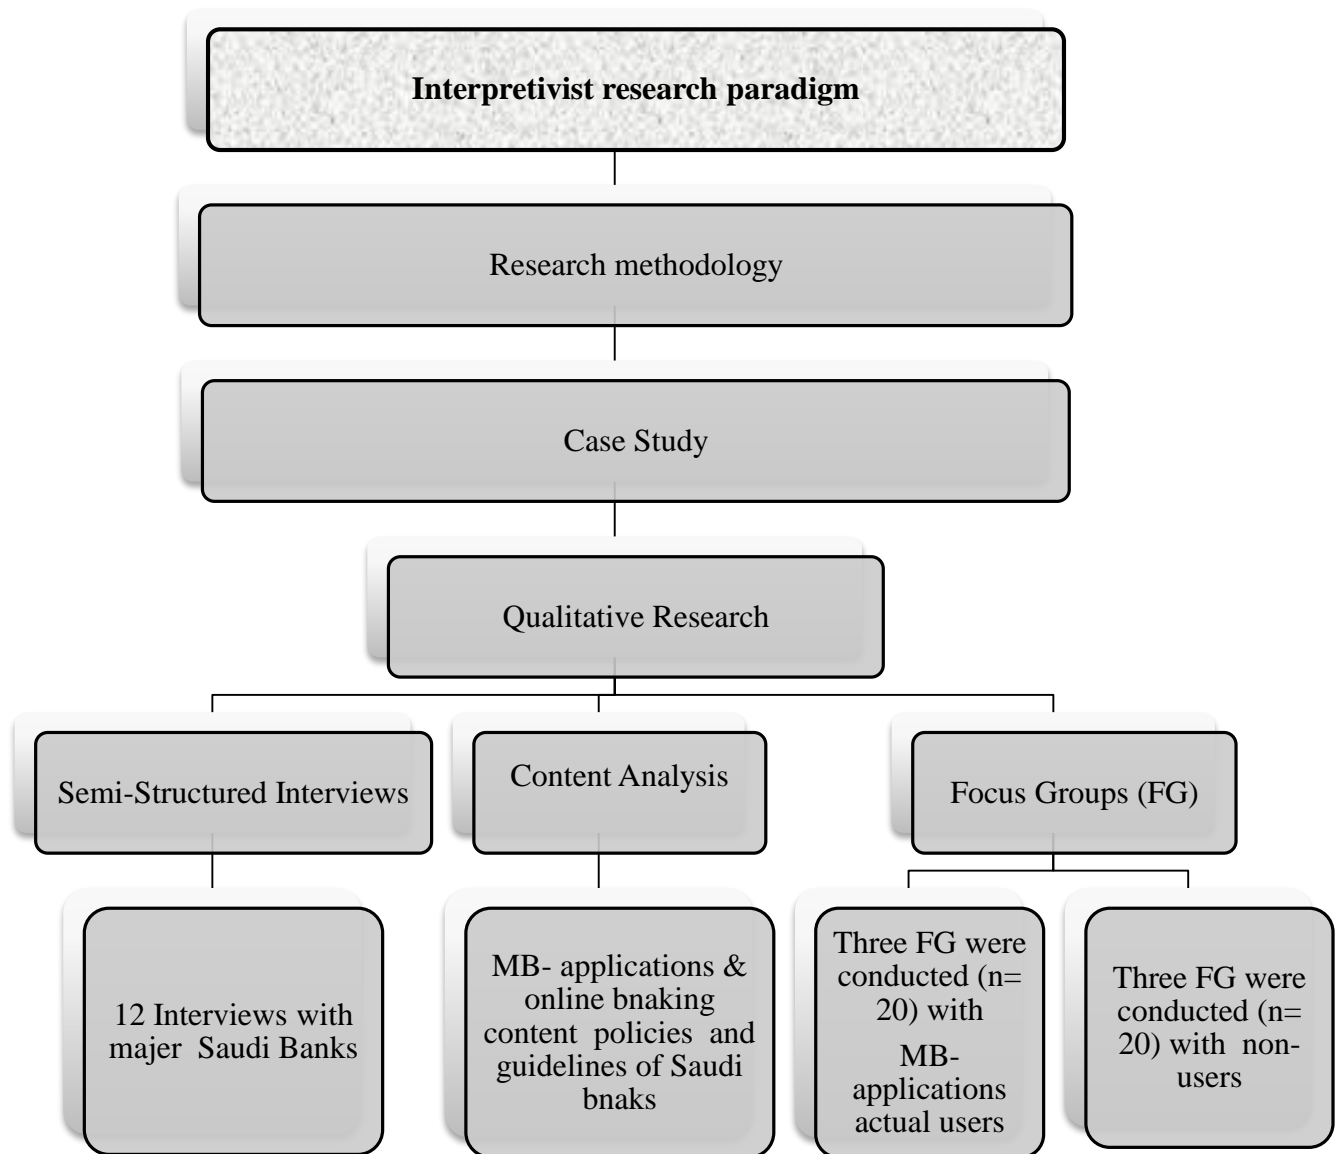 Interpretivist research paradigm
Research methodology
Case Study
Qualitative Research
Semi-Structured Interviews
Content Analysis
Focus Groups (FG)
12 Interviews with
majer Saudi Banks
MB- applications &
online bnaking
content policies and
guidelines of Saudi
bnaks
Three FG were
conducted (n=
20) with
MB-
applications
actual users
Three FG were
conducted (n=
20) with non-
users